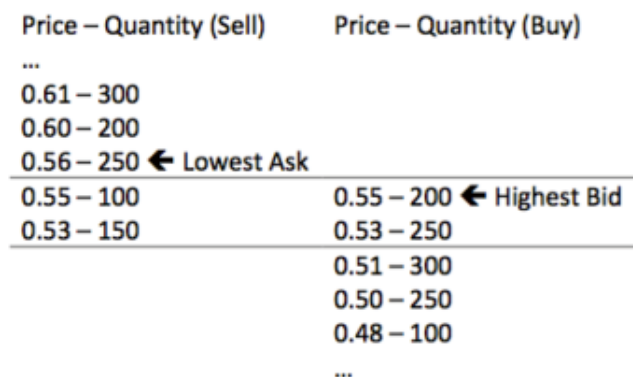 Price – Quantity (Sell) Price – Quantity (Buy)
...
0.61 – 300
0.60 – 200
0.56 – 250 🡸 Lowest Ask
0.55 – 100 0.55 – 200 🡸 Highest Bid
0.53 – 150 0.53 – 250
0.51 – 300
0.50 – 250
0.48 – 100
...